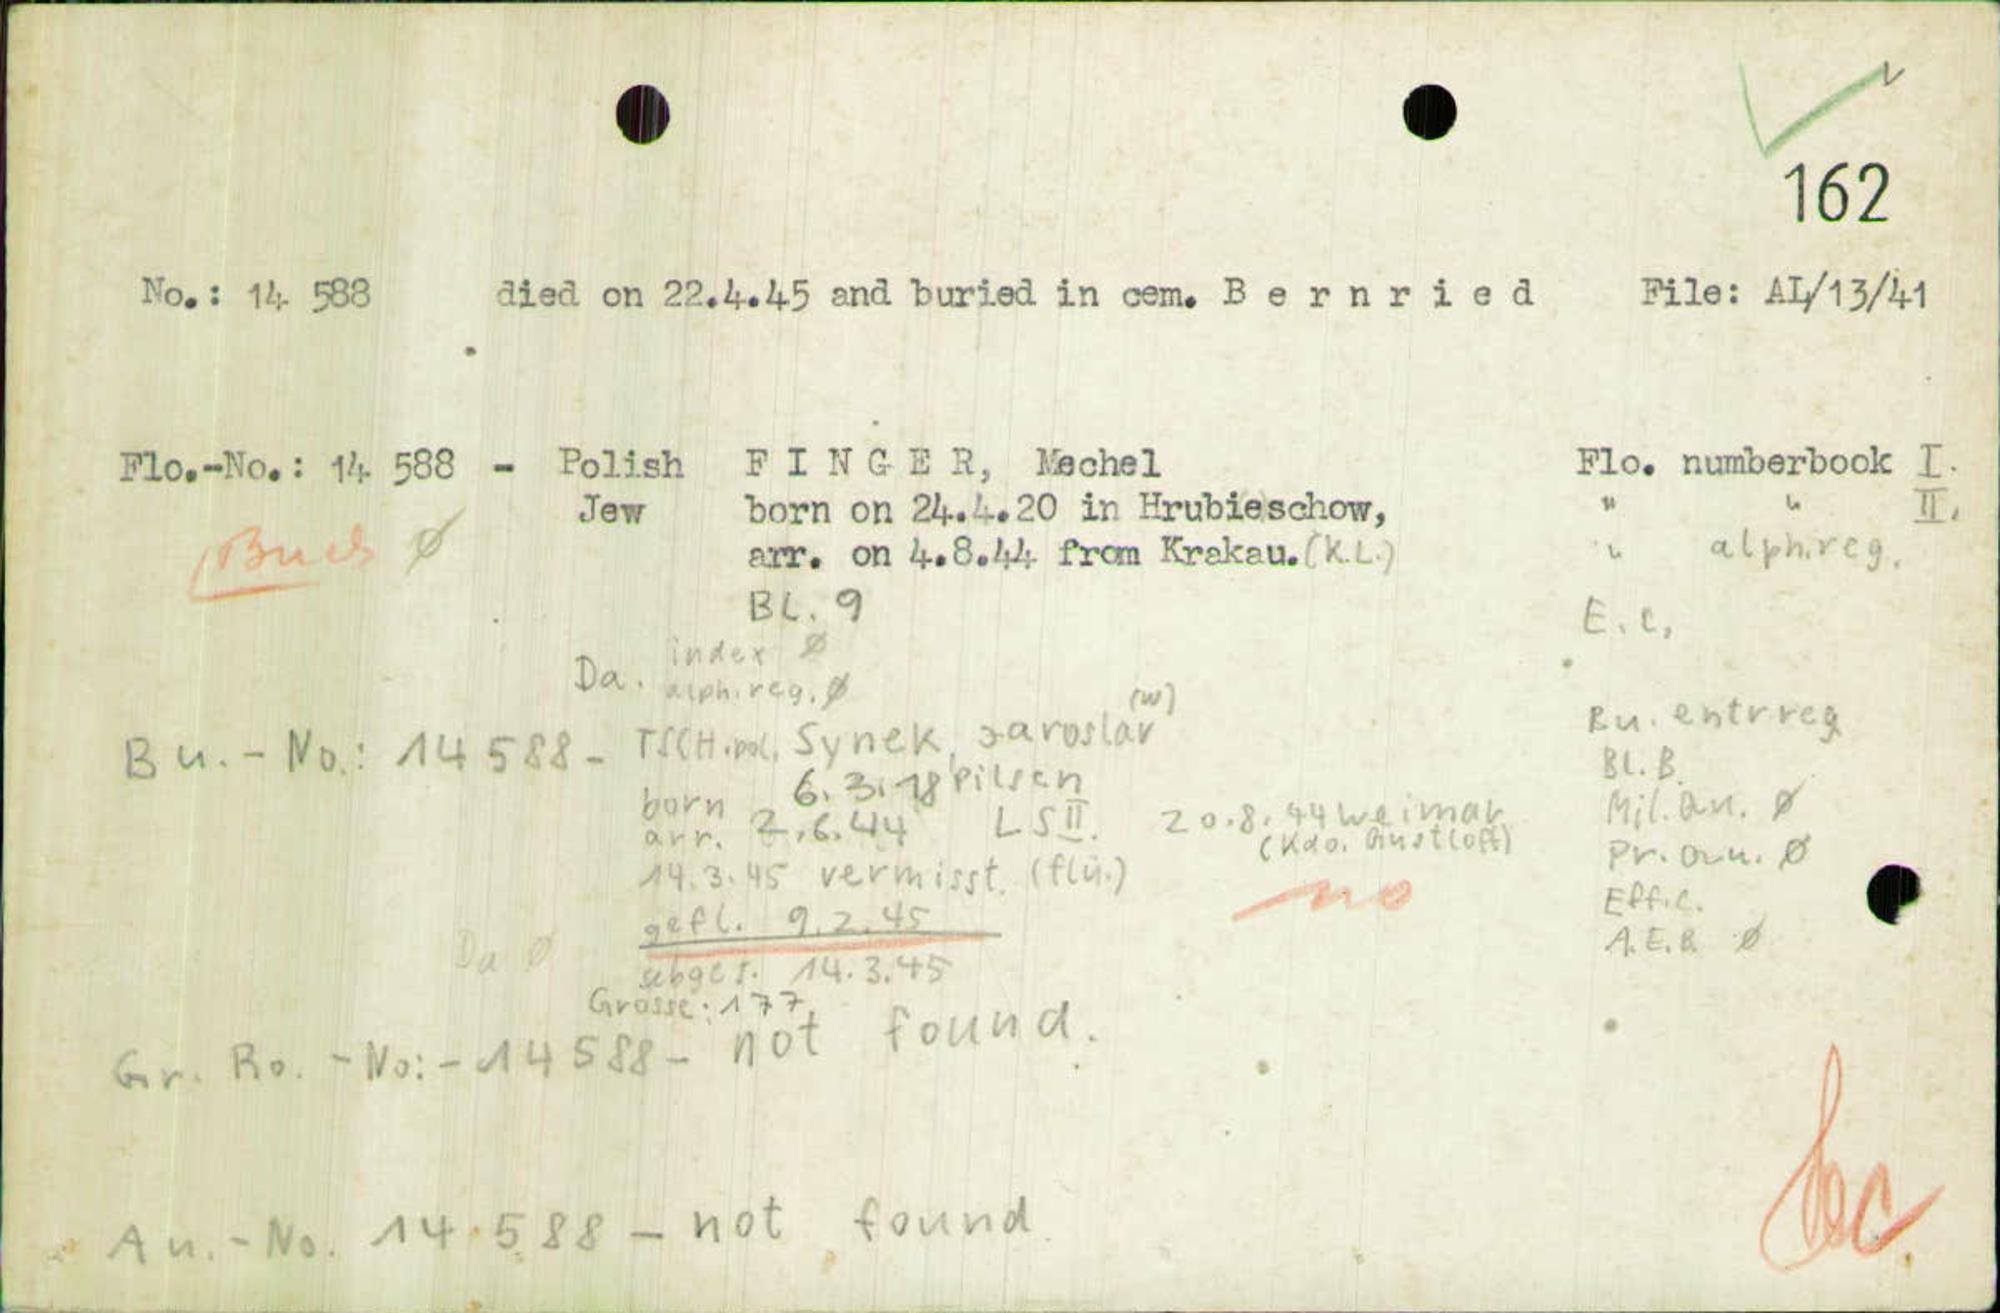 162
No.: 14 588 died on 22.4.45 and buried in cem. B e r n r i e d File: AL/13/41
Flo.-No.: 14 588 - Polish F I N G E R, Mechel Flo. numberbook I.
Jew born on 24.4.20 in Hrubieschow, " " II.
Buch Ø arr. on 4.8.44 from Krakau. (K.L.) " alph.reg.
BL. 9 E.C.
Da. index Ø
alph.reg. Ø
(w)
Bu.-No.: 14588- TSCH.pol. Synek, Jaroslav Bu. entrreg
born 6.3.18 Pilsen Bl.B.
arr. 2.6.44 LS II. 20.8.44 Weimar Mil.au. Ø
(Kdo. Gustloff) Pr.au. Ø
14.3.45 vermisst. (flü.) no Eff.C.
gefl. 9.2.45 A.E.B. Ø
Da Ø
14.3.45
Grosse: 177
Gr. Ro. -No:-14588- not found.
Au.-No. 14.588 - not found